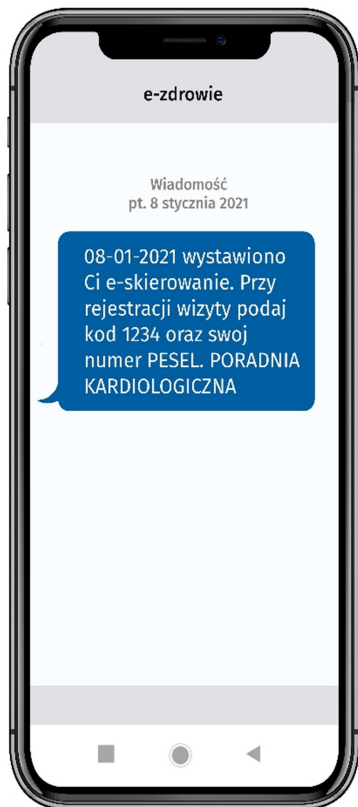 e-zdrowie
Wiadomość
pt. 8 stycznia 2021
08-01-2021 wystawiono
Ci e-skierowanie. Przy
rejestracji wizyty podaj
kod 1234 oraz swoj
numer PESEL. PORADNIA
KARDIOLOGICZNA